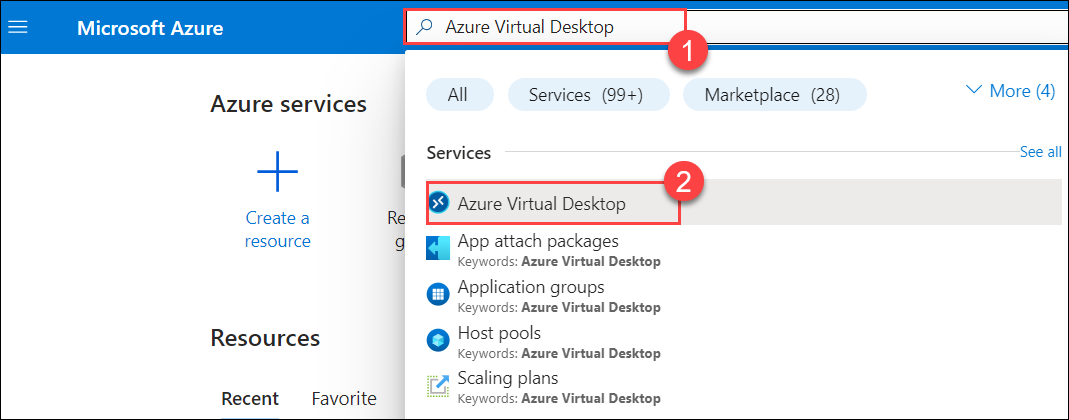 Microsoft Azure
Azure Virtual Desktop
1
All
Services (99+)
Marketplace (28)
More (4)
Azure services
Services
See all
2
Azure Virtual Desktop
Create a
resource
Re
g
App attach packages
Keywords: Azure Virtual Desktop
Application groups
Keywords: Azure Virtual Desktop
Host pools
Keywords: Azure Virtual Desktop
Scaling plans
Keywords: Azure Virtual Desktop
Resources
Recent
Favorite